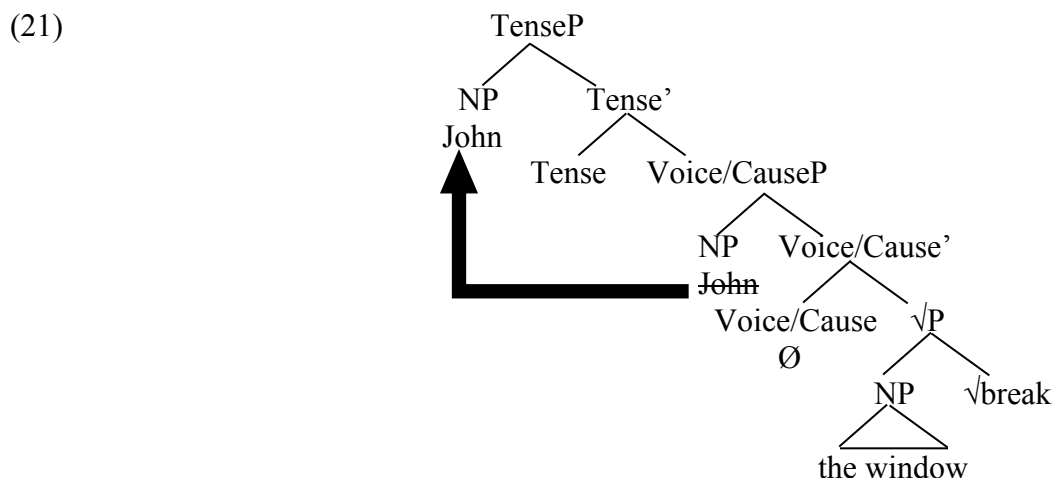 (21) TenseP
NP Tense’
John
Tense Voice/CauseP
NP Voice/Cause’
John
Voice/Cause √P
Ø
NP √break
the window